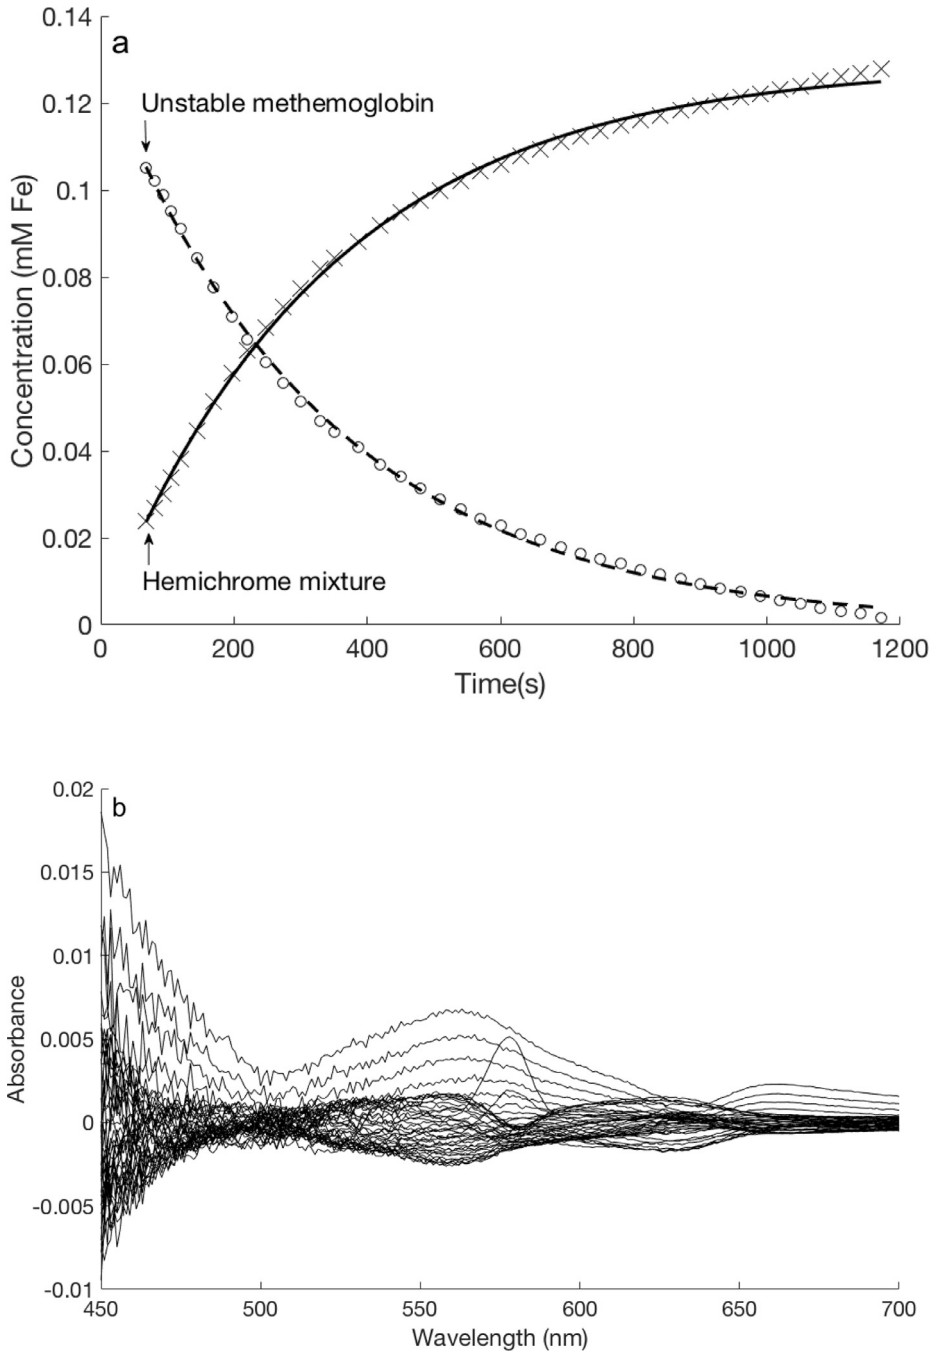 a
0.14
0.12
0.1
0.08
0.06
0.04
0.02
0
Concentration (mM Fe)
Unstable methemoglobin
Hemichrome mixture
0 200 400 600 800 1000 1200
Time(s)
b
0.02
0.015
0.01
0.005
0
-0.005
-0.01
Absorbance
450 500 550 600 650 700
Wavelength (nm)